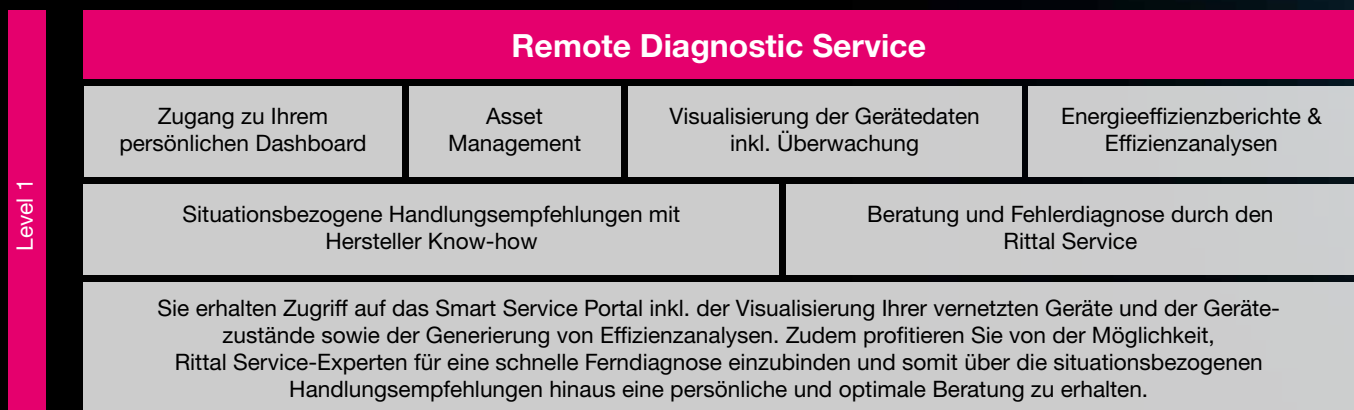 Level 1
Remote Diagnostic Service
Zugang zu Ihrem
persönlichen Dashboard
Asset
Management
Visualisierung der Gerätedaten
inkl. Überwachung
Energieeffizienzberichte &
Effizienzanalysen
Situationsbezogene Handlungsempfehlungen mit
Hersteller Know-how
Beratung und Fehlerdiagnose durch den
Rittal Service
Sie erhalten Zugriff auf das Smart Service Portal inkl. der Visualisierung Ihrer vernetzten Geräte und der Geräte-
zustände sowie der Generierung von Effizienzanalysen. Zudem profitieren Sie von der Möglichkeit,
Rittal Service-Experten für eine schnelle Ferndiagnose einzubinden und somit über die situationsbezogenen
Handlungsempfehlungen hinaus eine persönliche und optimale Beratung zu erhalten.